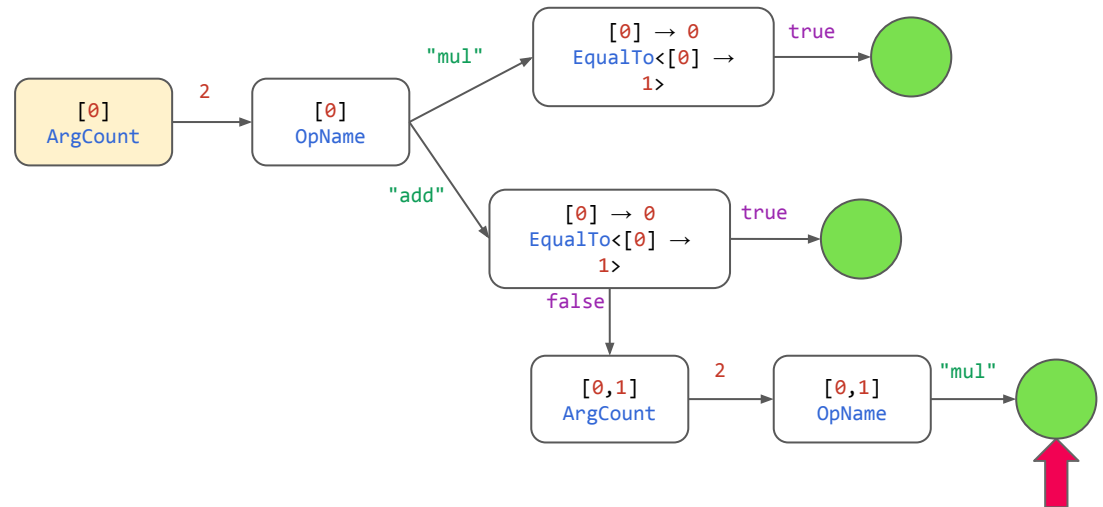 [0]
ArgCount
2
[0]
OpName
"mul"
[0] → 0
EqualTo<[0] →
1>
true
"add"
[0] → 0
EqualTo<[0] →
1>
true
false
[0,1]
ArgCount
2
[0,1]
OpName
"mul"